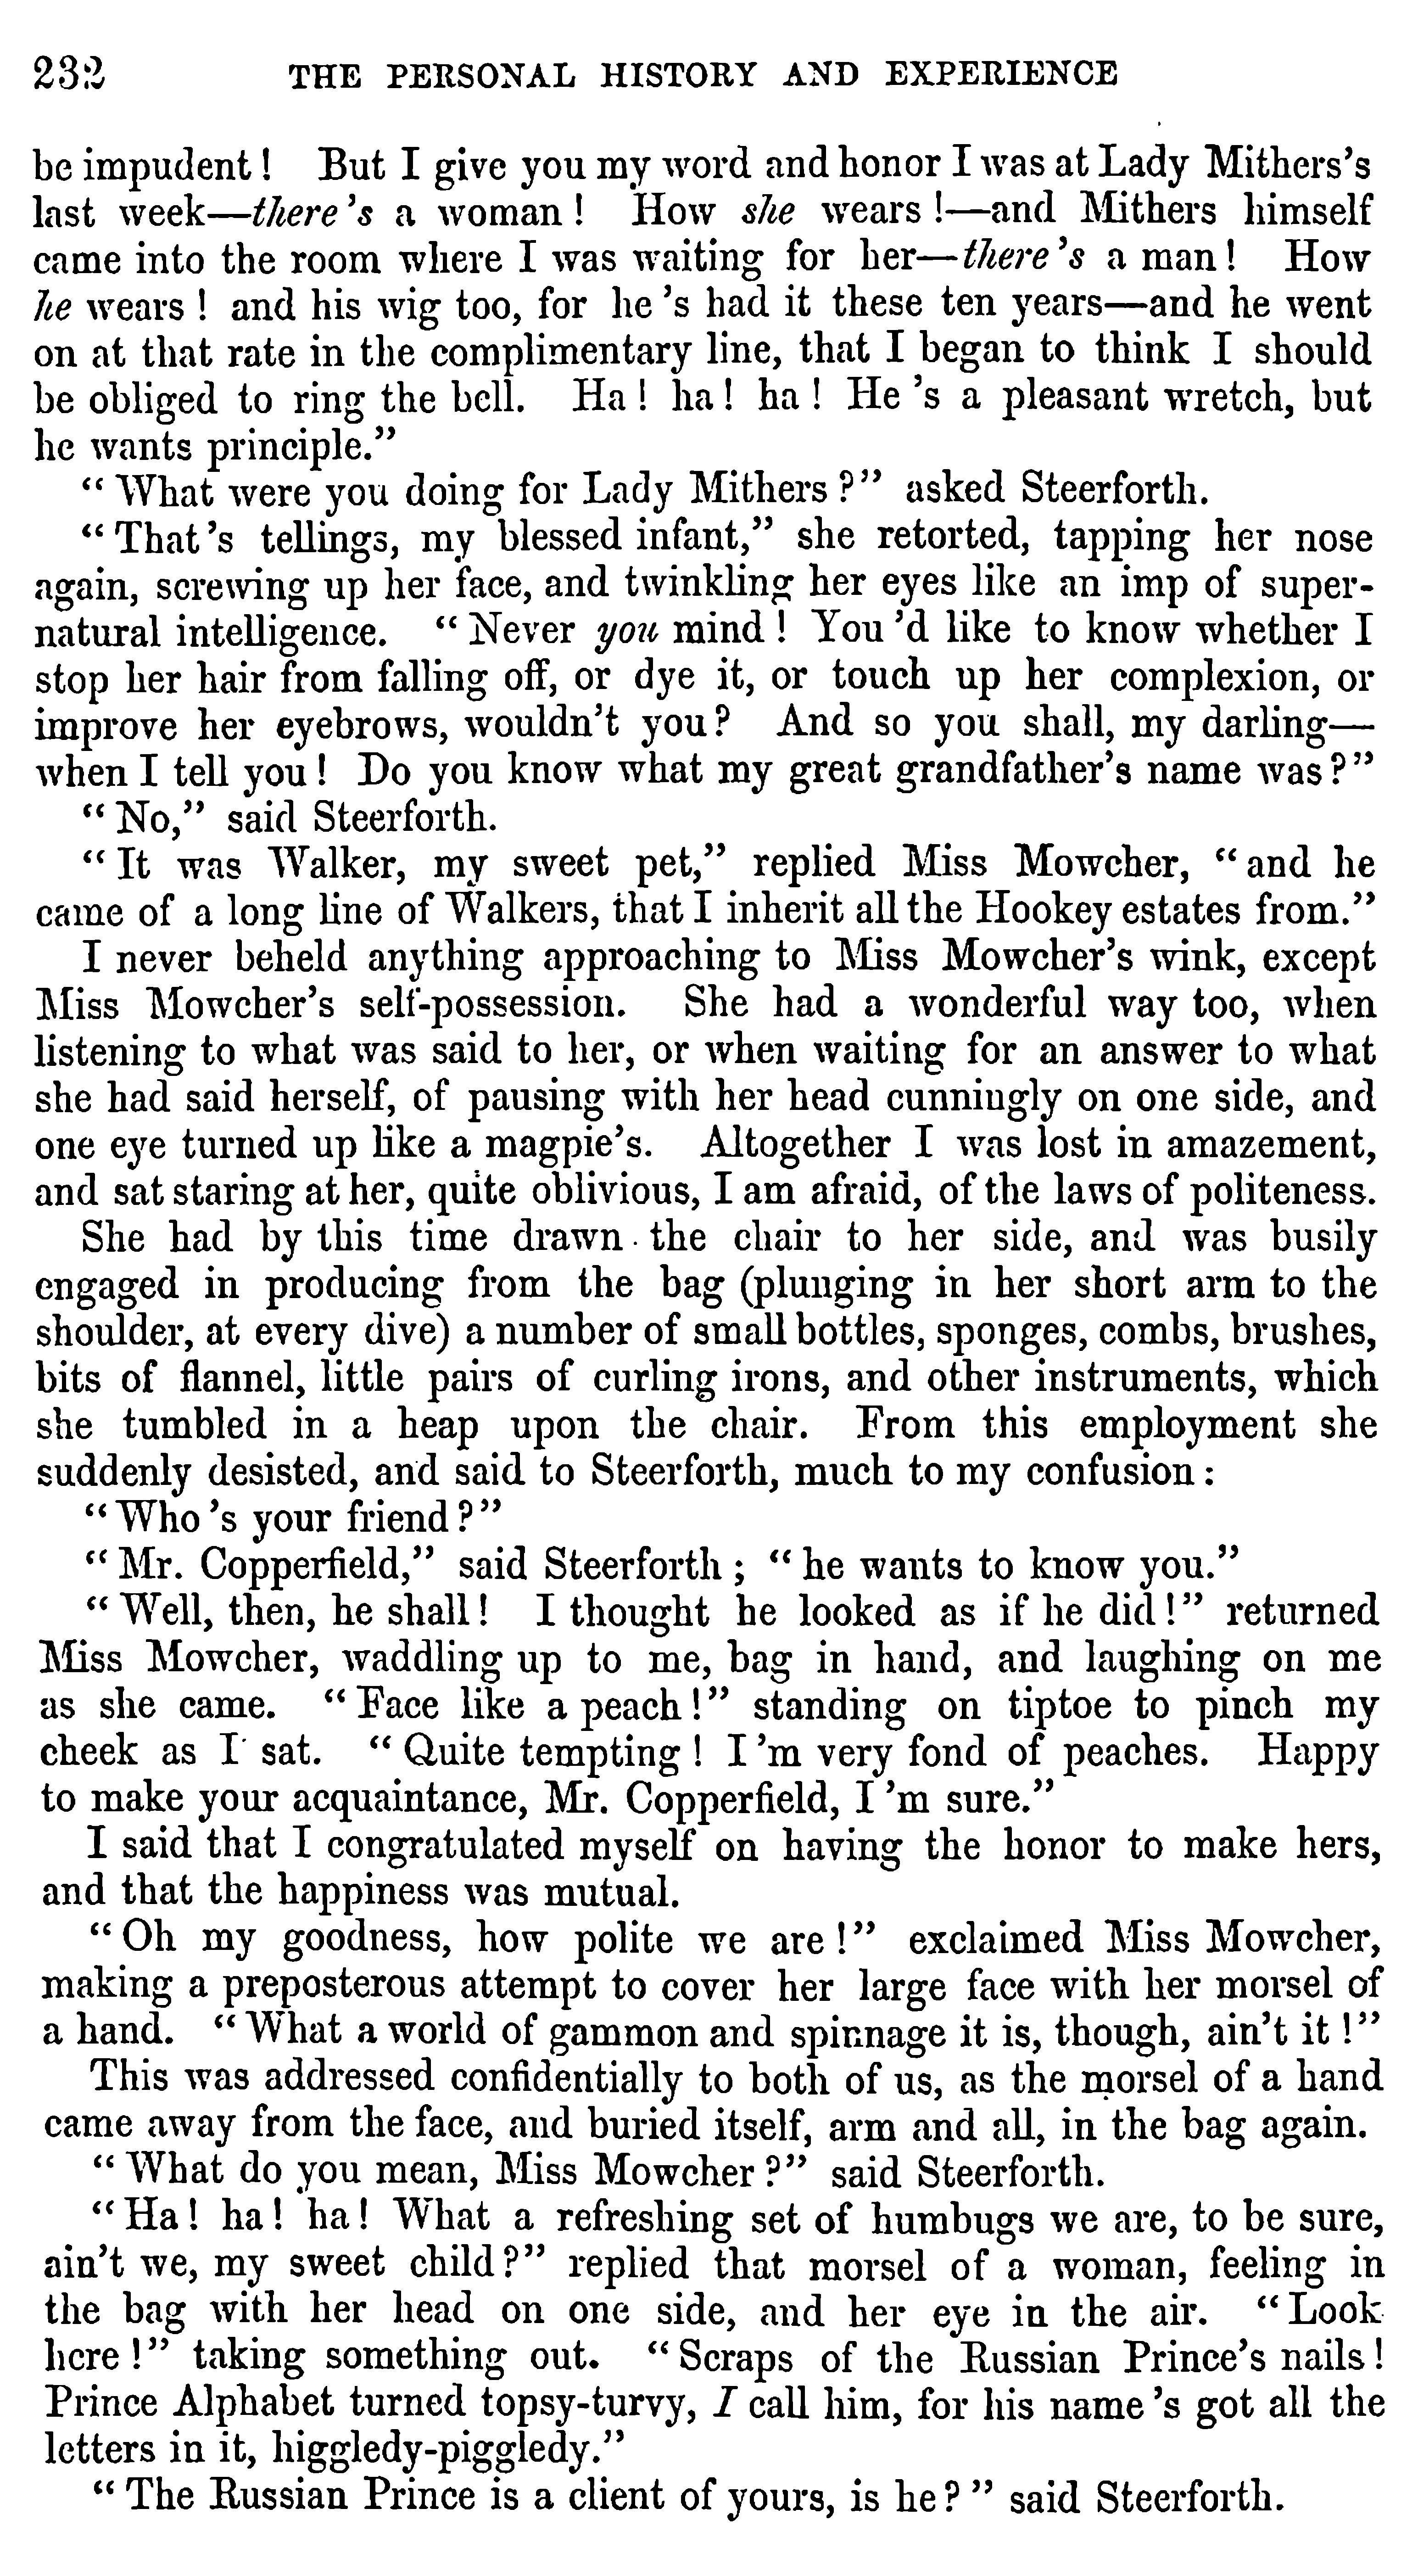 232 THE PERSONAL HISTORY AND EXPERIENCE
be impudent! But I give you my word and honor I was at Lady Mithers's
last week—there's a woman! How she wears!—and Mithers himself
came into the room where I was waiting for her—there's a man! How
he wears! and his wig too, for he's had it these ten years—and he went
on at that rate in the complimentary line, that I began to think I should
be obliged to ring the bell. Ha! ha! ha! He's a pleasant wretch, but
he wants principle."
"What were you doing for Lady Mithers?" asked Steerforth.
"That's tellings, my blessed infant," she retorted, tapping her nose
again, screwing up her face, and twinkling her eyes like an imp of super-
natural intelligence. "Never you mind! You'd like to know whether I
stop her hair from falling off, or dye it, or touch up her complexion, or
improve her eyebrows, wouldn't you? And so you shall, my darling—
when I tell you! Do you know what my great grandfather's name was?"
"No," said Steerforth.
"It was Walker, my sweet pet," replied Miss Mowcher, "and he
came of a long line of Walkers, that I inherit all the Hookey estates from."
I never beheld anything approaching to Miss Mowcher's wink, except
Miss Mowcher's self-possession. She had a wonderful way too, when
listening to what was said to her, or when waiting for an answer to what
she had said herself, of pausing with her head cunningly on one side, and
one eye turned up like a magpie's. Altogether I was lost in amazement,
and sat staring at her, quite oblivious, I am afraid, of the laws of politeness.
She had by this time drawn the chair to her side, and was busily
engaged in producing from the bag (plunging in her short arm to the
shoulder, at every dive) a number of small bottles, sponges, combs, brushes,
bits of flannel, little pairs of curling irons, and other instruments, which
she tumbled in a heap upon the chair. From this employment she
suddenly desisted, and said to Steerforth, much to my confusion:
"Who's your friend?"
"Mr. Copperfield," said Steerforth; "he wants to know you."
"Well, then, he shall! I thought he looked as if he did!" returned
Miss Mowcher, waddling up to me, bag in hand, and laughing on me
as she came. "Face like a peach!" standing on tiptoe to pinch my
cheek as I sat. "Quite tempting! I'm very fond of peaches. Happy
to make your acquaintance, Mr. Copperfield, I'm sure."
I said that I congratulated myself on having the honor to make hers,
and that the happiness was mutual.
"Oh my goodness, how polite we are!" exclaimed Miss Mowcher,
making a preposterous attempt to cover her large face with her morsel of
a hand. "What a world of gammon and spinnage it is, though, ain't it!"
This was addressed confidentially to both of us, as the morsel of a hand
came away from the face, and buried itself, arm and all, in the bag again.
"What do you mean, Miss Mowcher?" said Steerforth.
"Ha! ha! ha! What a refreshing set of humbugs we are, to be sure,
ain't we, my sweet child?" replied that morsel of a woman, feeling in
the bag with her head on one side, and her eye in the air. "Look
here!" taking something out. "Scraps of the Russian Prince's nails!
Prince Alphabet turned topsy-turvy, I call him, for his name's got all the
letters in it, higgledy-piggledy."
"The Russian Prince is a client of yours, is he?" said Steerforth.